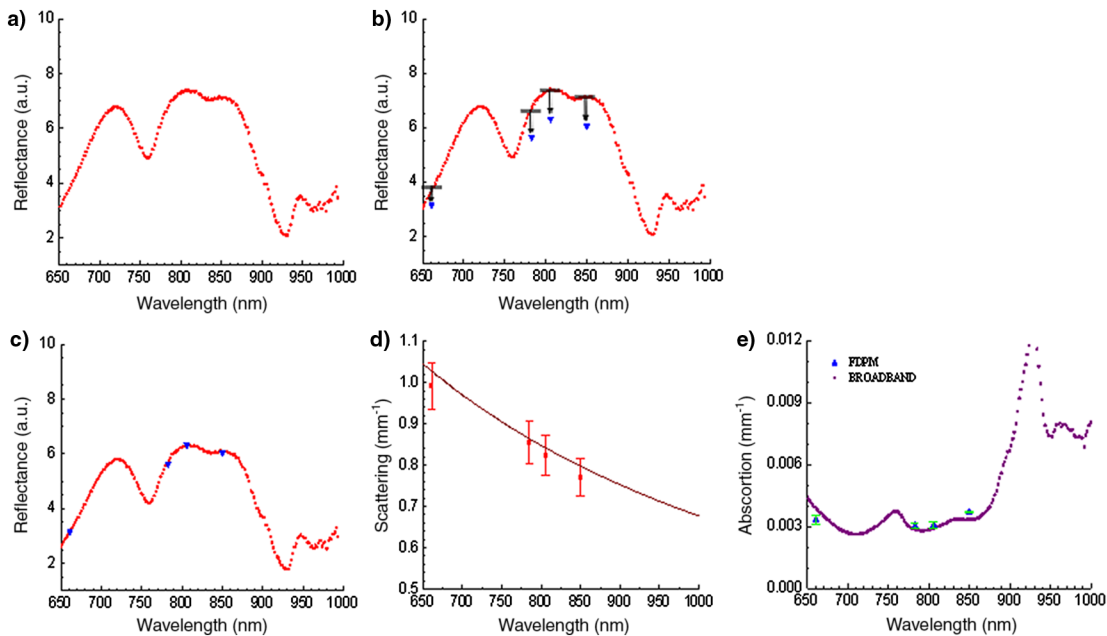 a)
Reflectance (a.u.)
10
8
6
4
2
650 700 750 800 850 900 950 1000
Wavelength (nm)
b)
Reflectance (a.u.)
10
8
6
4
2
650 700 750 800 850 900 950 1000
Wavelength (nm)
c)
Reflectance (a.u.)
10
8
6
4
2
650 700 750 800 850 900 950 1000
Wavelength (nm)
d)
Scattering (mm⁻¹)
1.1
1.0
0.9
0.8
0.7
0.6
0.5
650 700 750 800 850 900 950 1000
Wavelength (nm)
e)
Abscortion (mm⁻¹)
0.012
0.009
0.006
0.003
0.000
FDPM
BROADBAND
650 700 750 800 850 900 950 1000
Wavelength (nm)